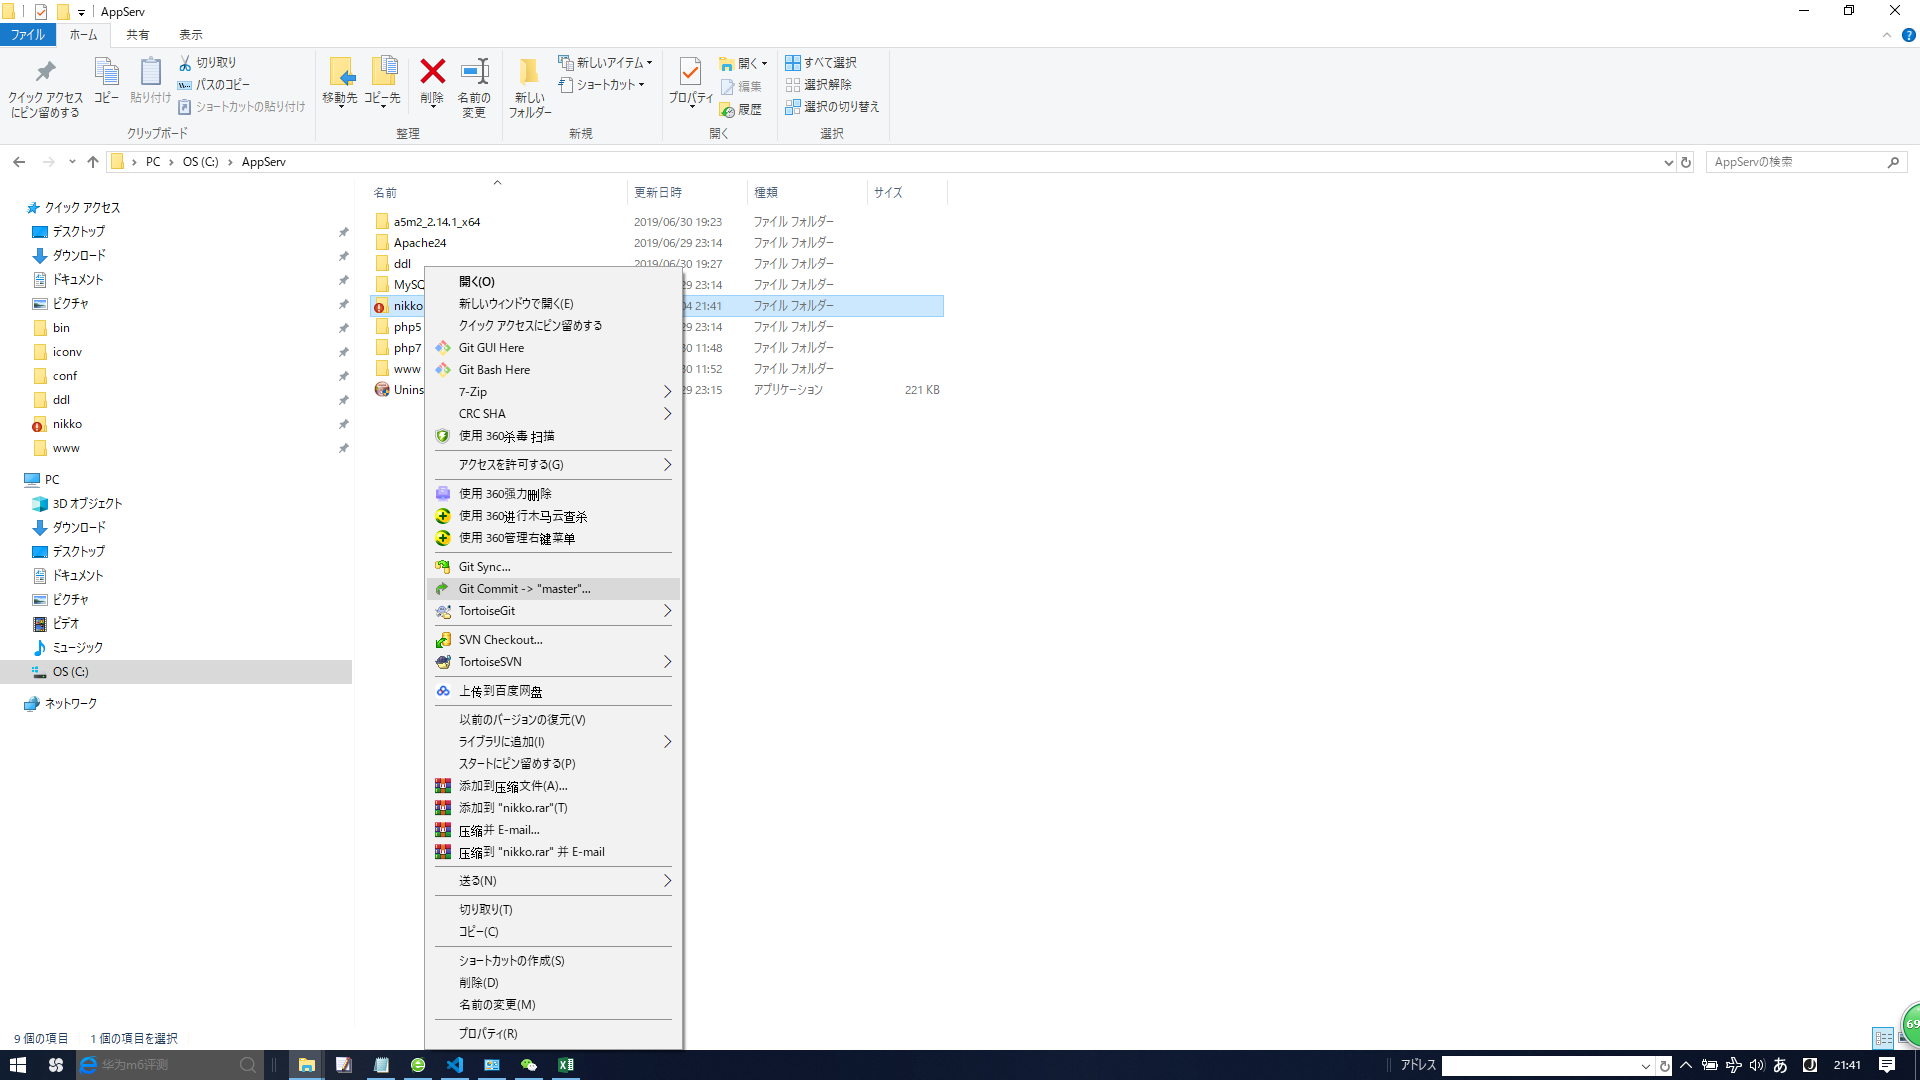 AppServ
ファイル ホーム 共有 表示
クイック アクセスにピン留めする
コピー
貼り付け
切り取り
パスのコピー
ショートカットの貼り付け
クリップボード
移動先
コピー先
削除
名前の変更
整理
新しいフォルダー
新しいアイテム
ショートカット
新規
プロパティ
開く
編集
履歴
開く
すべて選択
選択解除
選択の切り替え
選択
PC OS (C:) AppServ
AppServの検索
クイック アクセス
デスクトップ
ダウンロード
ドキュメント
ピクチャ
bin
iconv
conf
ddl
nikko
www
PC
3D オブジェクト
ダウンロード
デスクトップ
ドキュメント
ピクチャ
ビデオ
ミュージック
OS (C:)
ネットワーク
名前 更新日時 種類 サイズ
a5m2_2.14.1_x64 2019/06/30 19:23 ファイル フォルダー
Apache24 2019/06/29 23:14 ファイル フォルダー
ddl 2019/06/30 19:27 ファイル フォルダー
MySQ 29 23:14 ファイル フォルダー
nikko 04 21:41 ファイル フォルダー
php5 29 23:14 ファイル フォルダー
php7 30 11:48 ファイル フォルダー
www 30 11:52 ファイル フォルダー
Unins 29 23:15 アプリケーション 221 KB
開く(O)
新しいウィンドウで開く(E)
クイック アクセスにピン留めする
Git GUI Here
Git Bash Here
7-Zip
CRC SHA
使用 360杀毒 扫描
アクセスを許可する(G)
使用 360强力删除
使用 360进行木马云查杀
使用 360管理右键菜单
Git Sync...
Git Commit -> "master"...
TortoiseGit
SVN Checkout...
TortoiseSVN
上传到百度网盘
以前のバージョンの復元(V)
ライブラリに追加(I)
スタートにピン留めする(P)
添加到压缩文件(A)...
添加到 "nikko.rar"(T)
压缩并 E-mail...
压缩到 "nikko.rar" 并 E-mail
送る(N)
切り取り(T)
コピー(C)
ショートカットの作成(S)
削除(D)
名前の変更(M)
プロパティ(R)
9 個の項目 1 個の項目を選択
69
华为m6评测
アドレス
あ
21:41